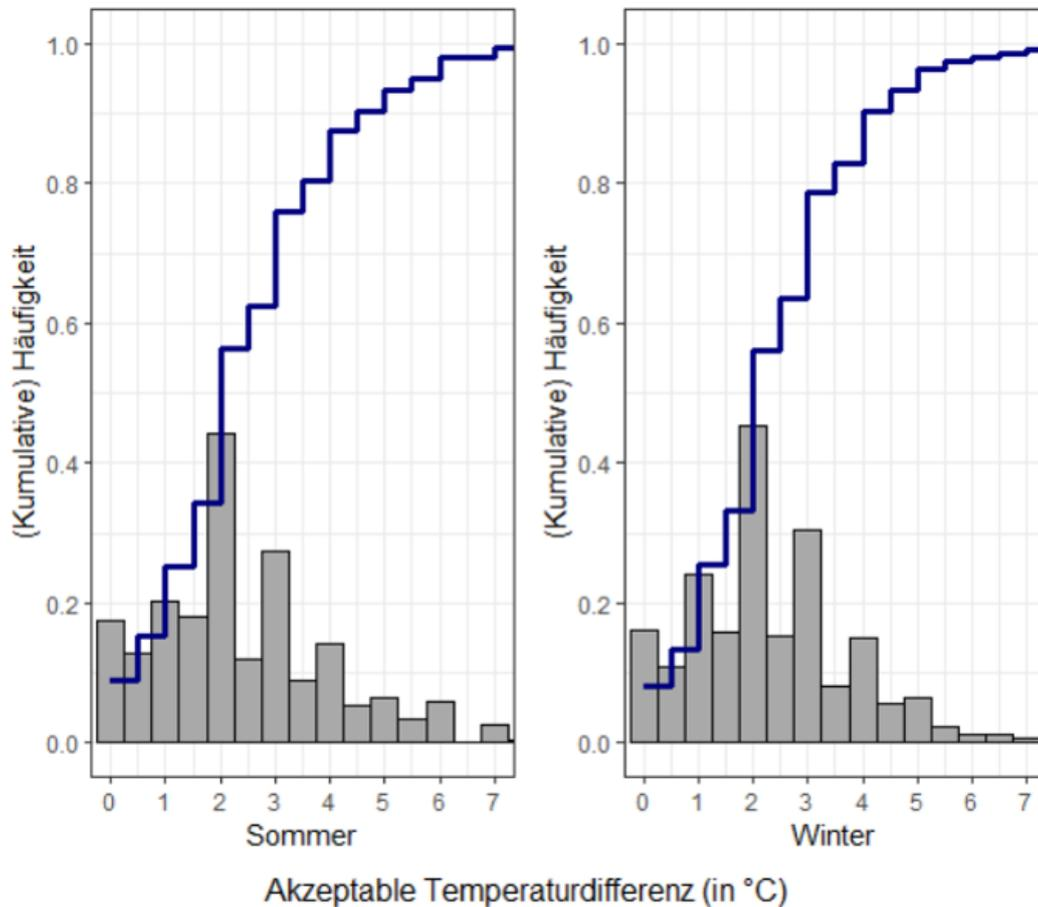 (Kumulative) Häufigkeit
1.0
0.8
0.6
0.4
0.2
0.0
0 1 2 3 4 5 6 7
Sommer
(Kumulative) Häufigkeit
1.0
0.8
0.6
0.4
0.2
0.0
0 1 2 3 4 5 6 7
Winter
Akzeptable Temperaturdifferenz (in °C)